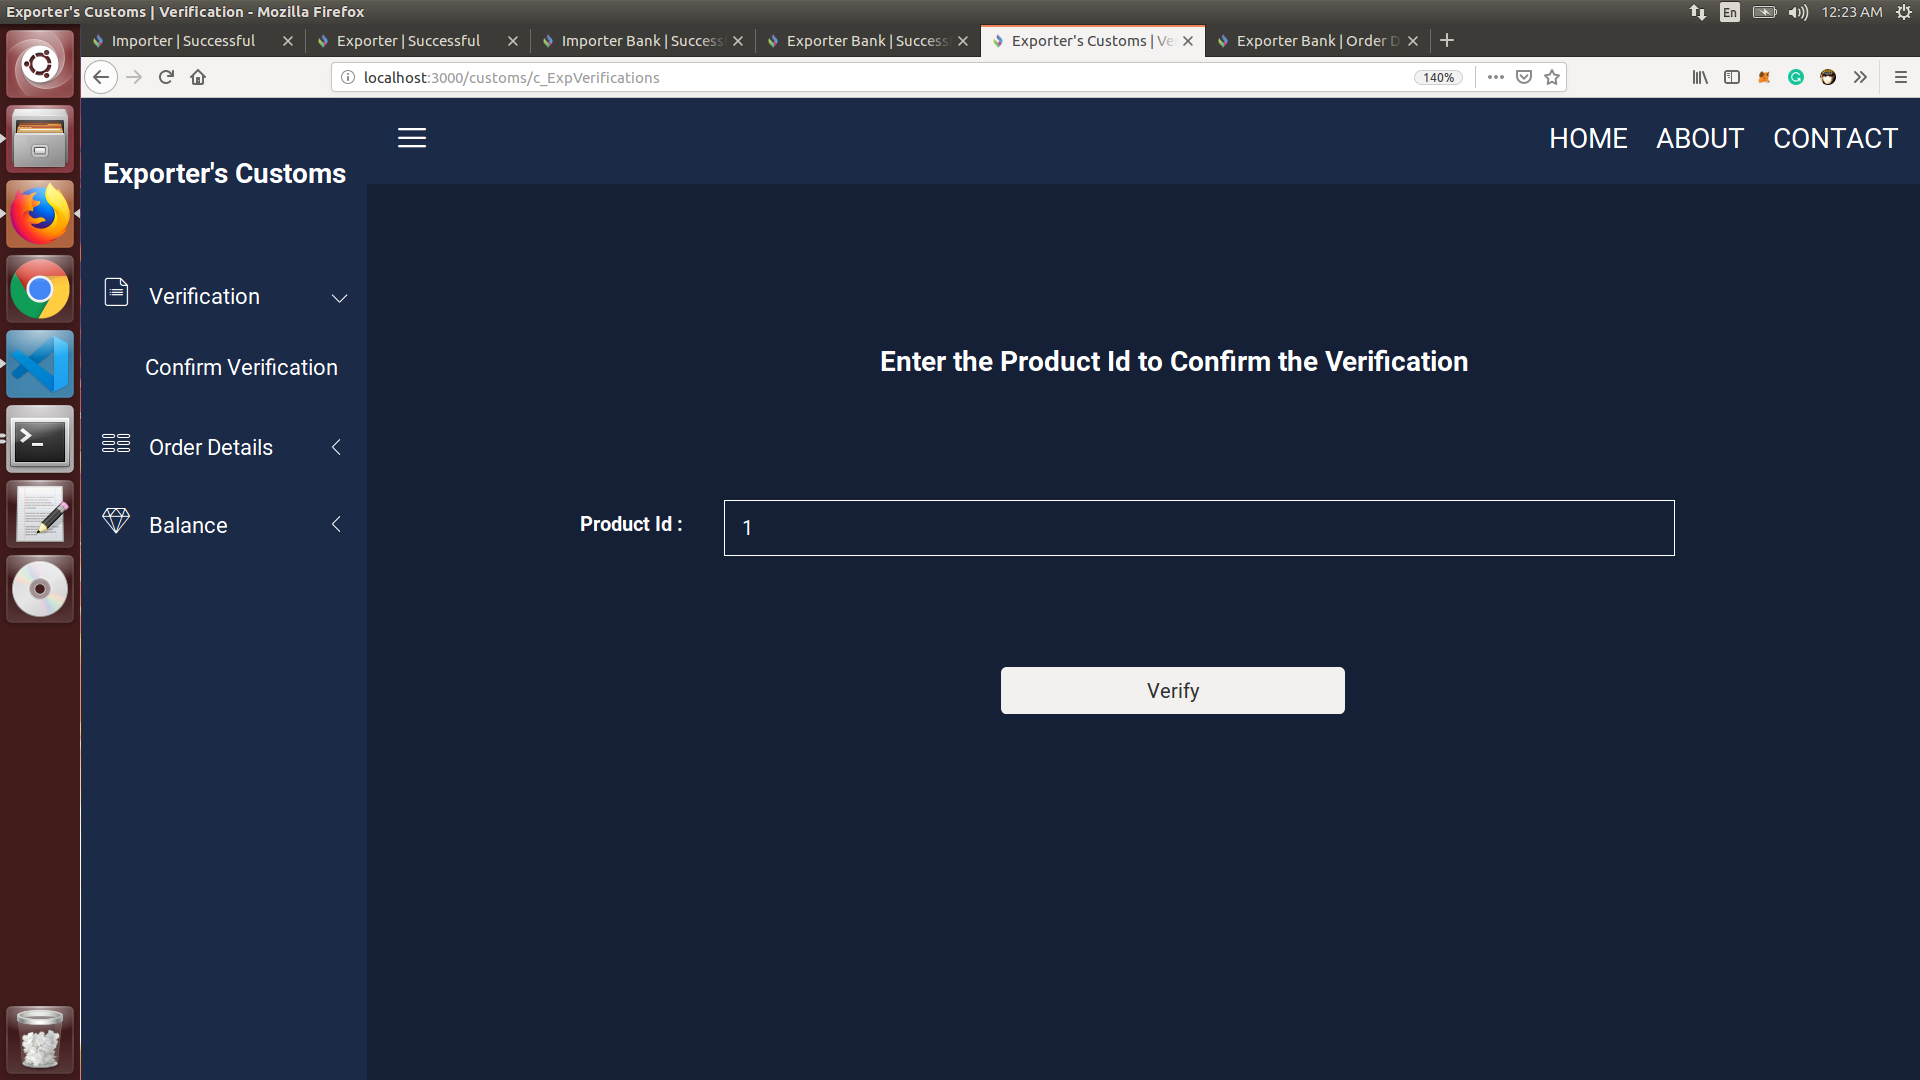 Exporter's Customs | Verification - Mozilla Firefox
En
12:23 AM
Importer | Successful
Exporter | Successful
Importer Bank | Success
Exporter Bank | Success
Exporter's Customs | Ve
Exporter Bank | Order D
localhost:3000/customs/c_ExpVerifications
140%
HOME ABOUT CONTACT
Exporter's Customs
Verification
Confirm Verification
Order Details
Balance
Enter the Product Id to Confirm the Verification
Product Id :
1
Verify